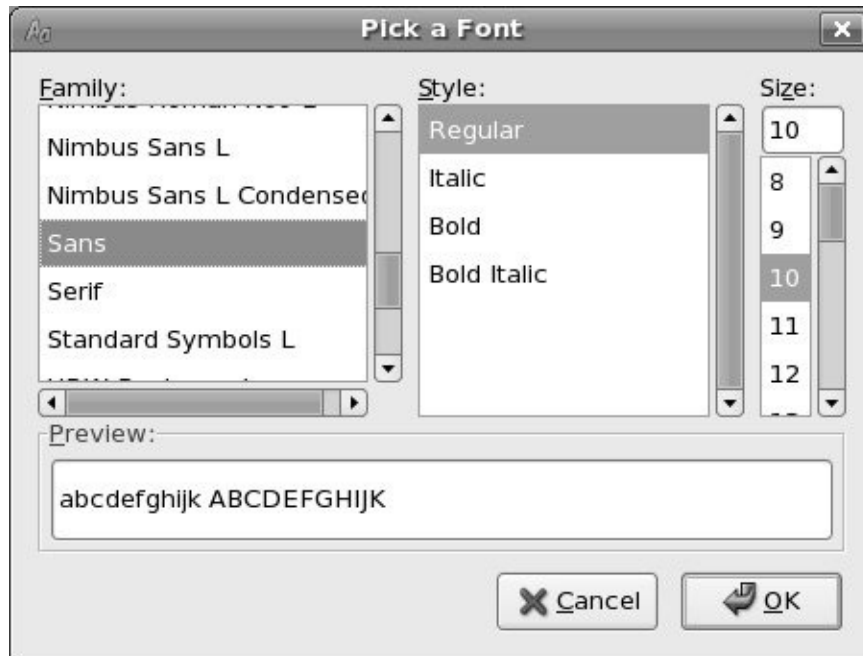 Pick a Font
Family:
Nimbus Sans L
Nimbus Sans L Condensed
Sans
Serif
Standard Symbols L
Style:
Regular
Italic
Bold
Bold Italic
Size:
10
8
9
10
11
12
Preview:
abcdefghijk ABCDEFGHIJK
Cancel
OK